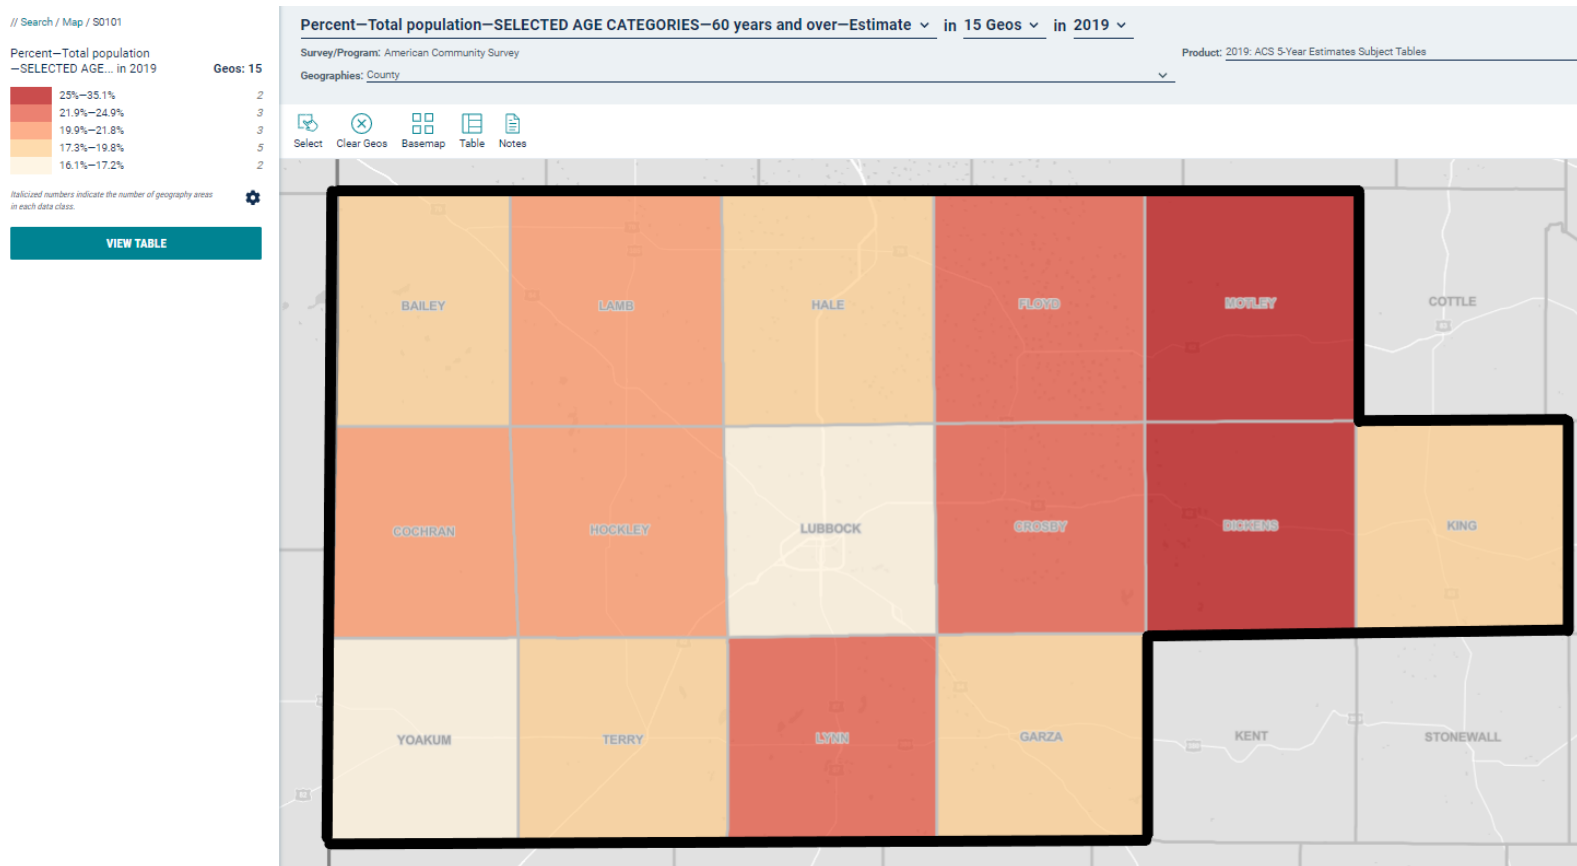 // Search / Map / S0101
Percent—Total population
—SELECTED AGE... in 2019 Geos: 15
25%—35.1% 2
21.9%—24.9% 3
19.9%—21.8% 3
17.3%—19.8% 5
16.1%—17.2% 2
Italicized numbers indicate the number of geography areas
in each data class.
VIEW TABLE
Percent—Total population—SELECTED AGE CATEGORIES—60 years and over—Estimate in 15 Geos in 2019
Survey/Program: American Community Survey
Product: 2019: ACS 5-Year Estimates Subject Tables
Geographies: County
Select Clear Geos Basemap Table Notes
BAILEY LAMB HALE FLOYD MOTLEY COTTLE
COCHRAN HOCKLEY LUBBOCK CROSBY DICKENS KING
YOAKUM TERRY LYNN GARZA KENT STONEWALL